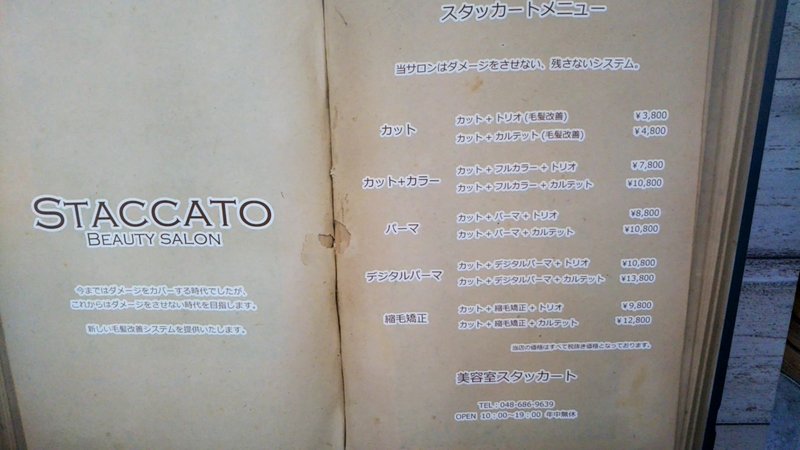 STACCATO
BEAUTY SALON
今まではダメージをカバーする時代でしたが、
これからはダメージをさせない時代を目指します。
新しい毛髪改善システムを提供いたします。
スタッカートメニュー
当サロンはダメージをさせない、残さないシステム。
カット
カット + トリオ (毛髪改善) ¥3,800
カット + カルテット (毛髪改善) ¥4,800
カット+カラー
カット + フルカラー + トリオ ¥7,800
カット + フルカラー + カルテット ¥10,800
パーマ
カット + パーマ + トリオ ¥8,800
カット + パーマ + カルテット ¥10,800
デジタルパーマ
カット + デジタルパーマ + トリオ ¥10,800
カット + デジタルパーマ + カルテット ¥13,800
縮毛矯正
カット + 縮毛矯正 + トリオ ¥9,800
カット + 縮毛矯正 + カルテット ¥12,800
当店の価格はすべて税抜き価格となっております。
美容室スタッカート
TEL : 048-686-9639
OPEN 10 : 00〜19 : 00 年中無休